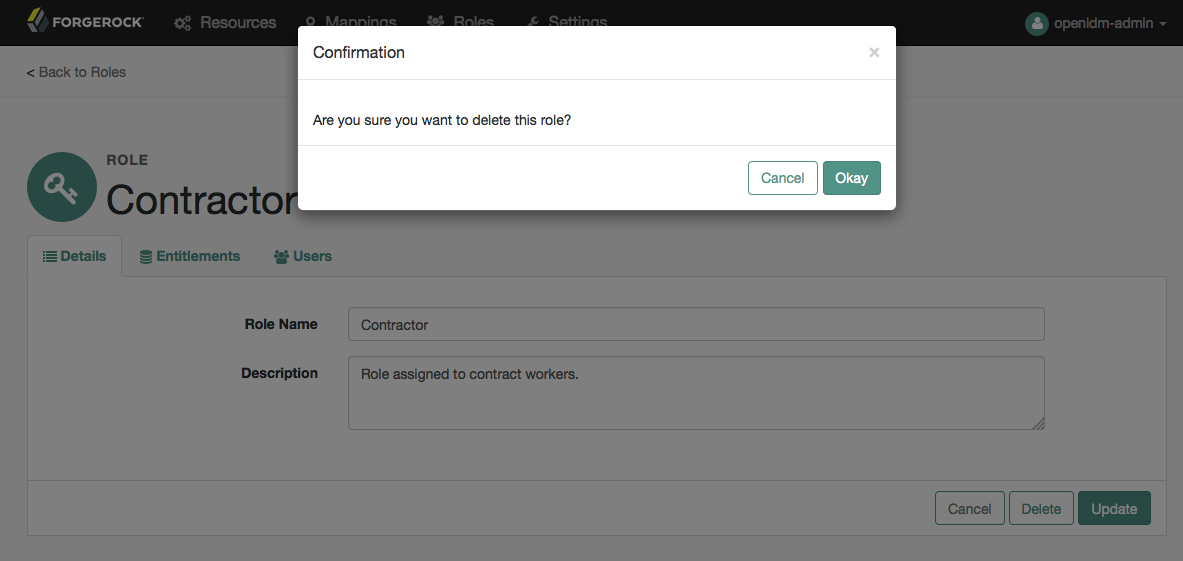 FORGEROCK Resources Mappings Roles Settings openidm-admin
Confirmation ×
< Back to Roles
Are you sure you want to delete this role?
Cancel Okay
ROLE
Contractor
Details Entitlements Users
Role Name Contractor
Description Role assigned to contract workers.
Cancel Delete Update